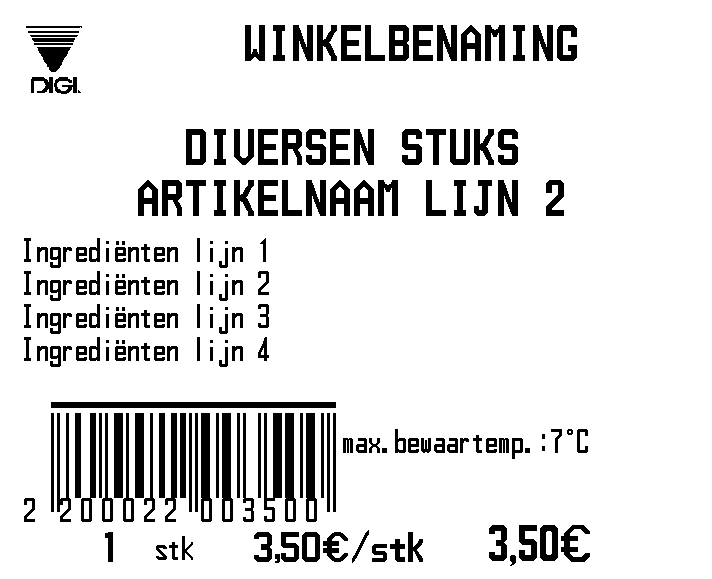 DIGI.
WINKELBENAMING
DIVERSEN STUKS
ARTIKELNAAM LIJN 2
Ingrediënten lijn 1
Ingrediënten lijn 2
Ingrediënten lijn 3
Ingrediënten lijn 4
max.bewaartemp.:7°C
2 200022 003500
1 stk 3,50€/stk 3,50€